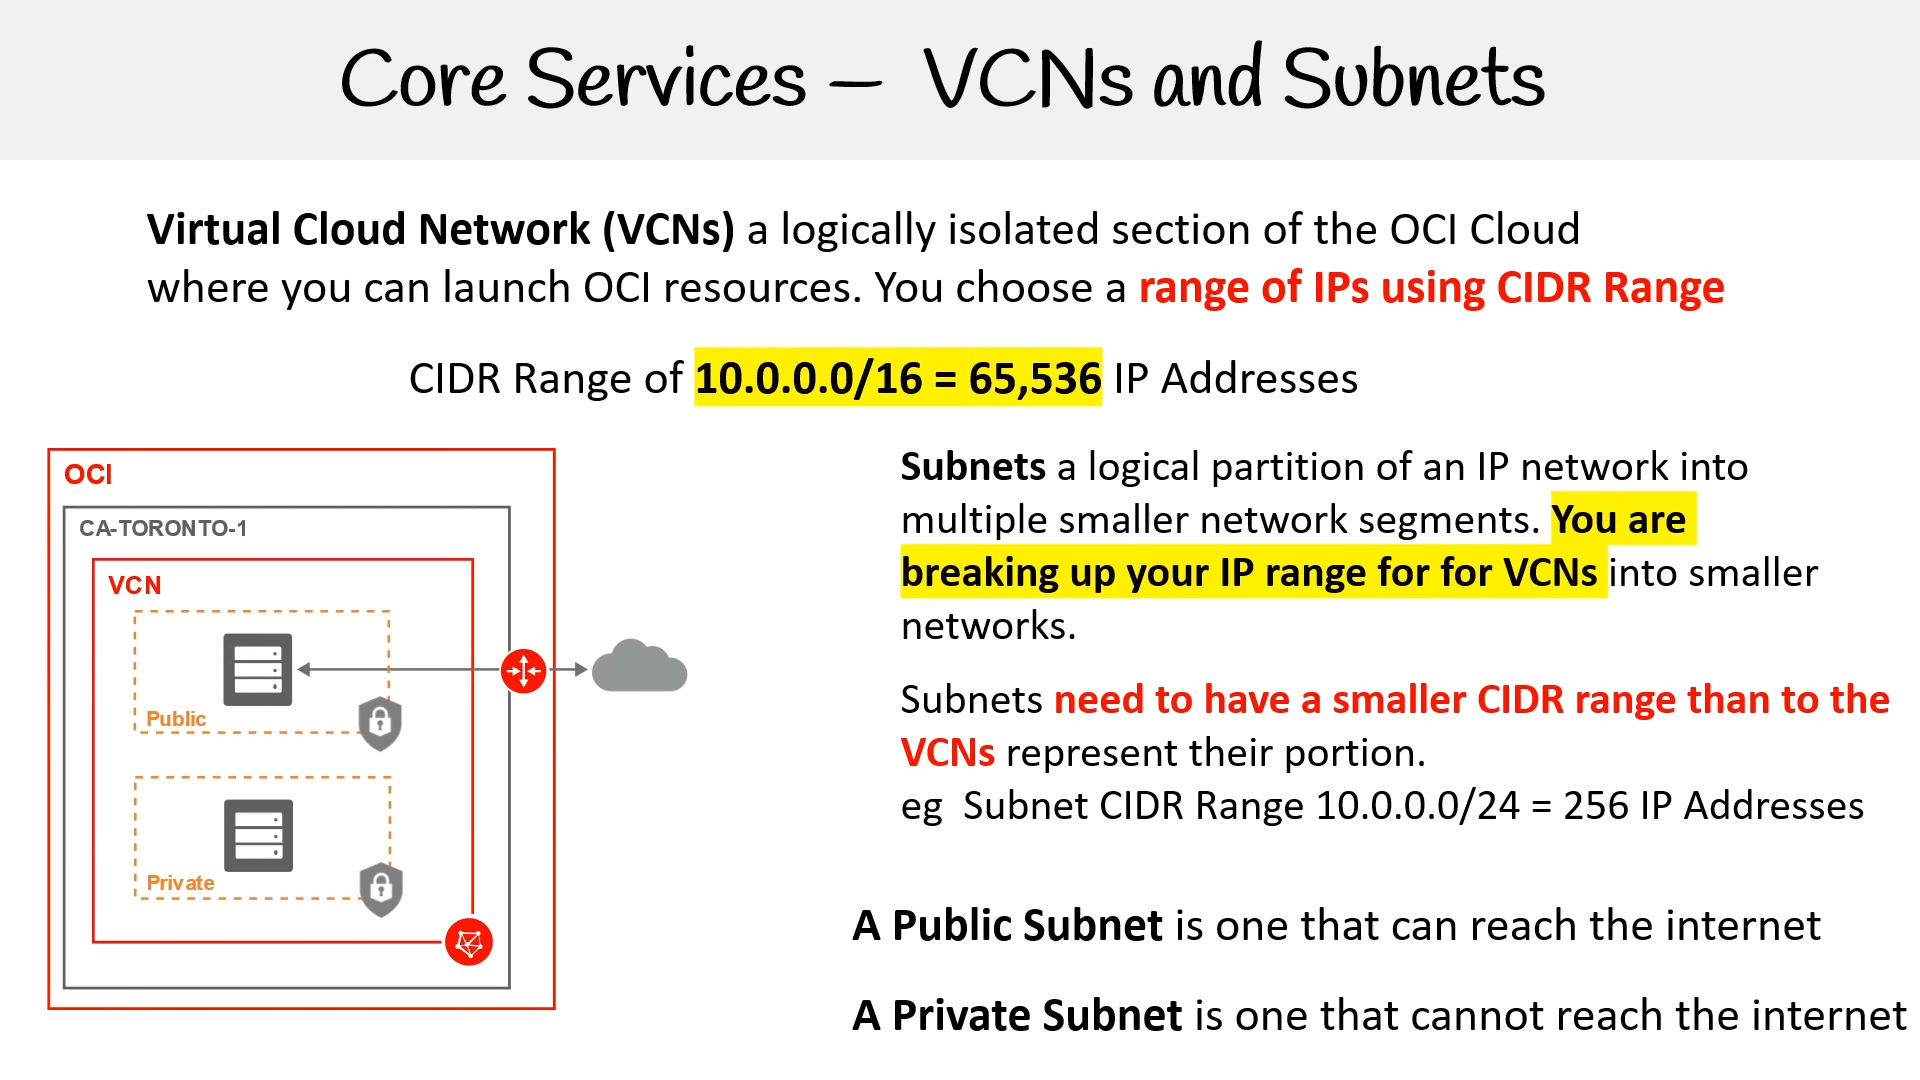 Core Services – VCNs and Subnets
Virtual Cloud Network (VCNs) a logically isolated section of the OCI Cloud
where you can launch OCI resources. You choose a range of IPs using CIDR Range
CIDR Range of 10.0.0.0/16 = 65,536 IP Addresses
OCI
CA-TORONTO-1
VCN
Public
Private
Subnets a logical partition of an IP network into
multiple smaller network segments. You are
breaking up your IP range for for VCNs into smaller
networks.
Subnets need to have a smaller CIDR range than to the
VCNs represent their portion.
eg Subnet CIDR Range 10.0.0.0/24 = 256 IP Addresses
A Public Subnet is one that can reach the internet
A Private Subnet is one that cannot reach the internet